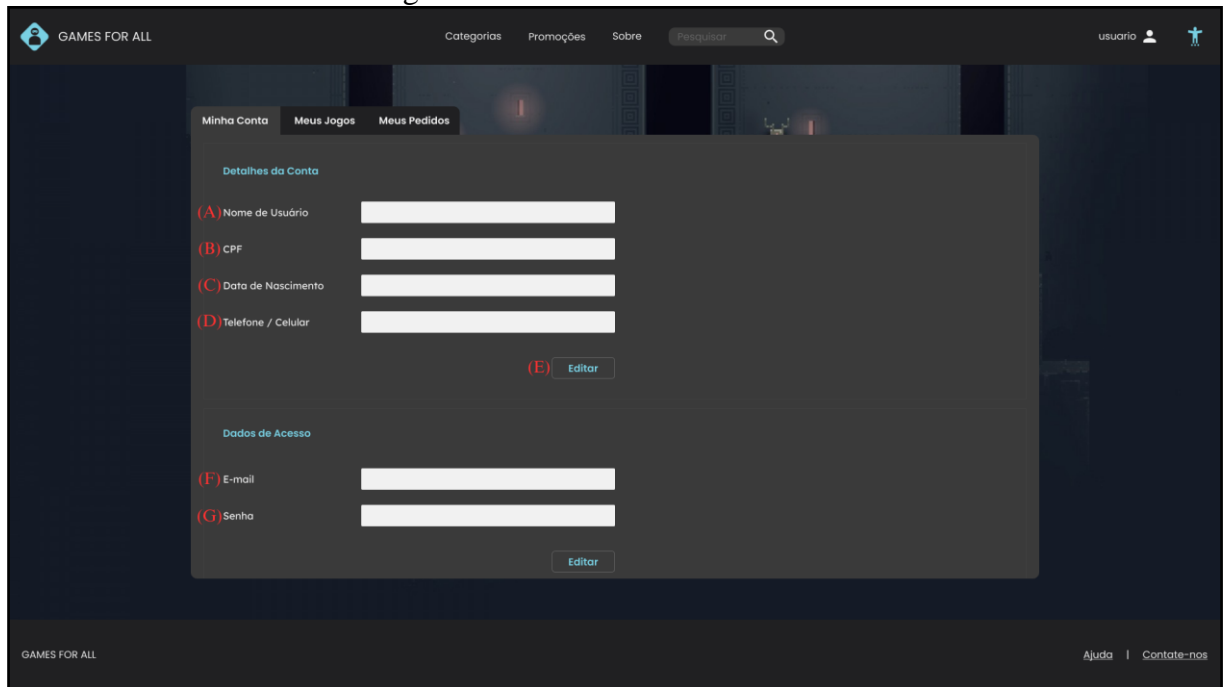 GAMES FOR ALL Categorias Promoções Sobre Pesquisar usuario
Minha Conta Meus Jogos Meus Pedidos
Detalhes da Conta
(A) Nome de Usuário
(B) CPF
(C) Data de Nascimento
(D) Telefone / Celular
(E) Editar
Dados de Acesso
(F) E-mail
(G) Senha
Editar
GAMES FOR ALL Ajuda | Contate-nos